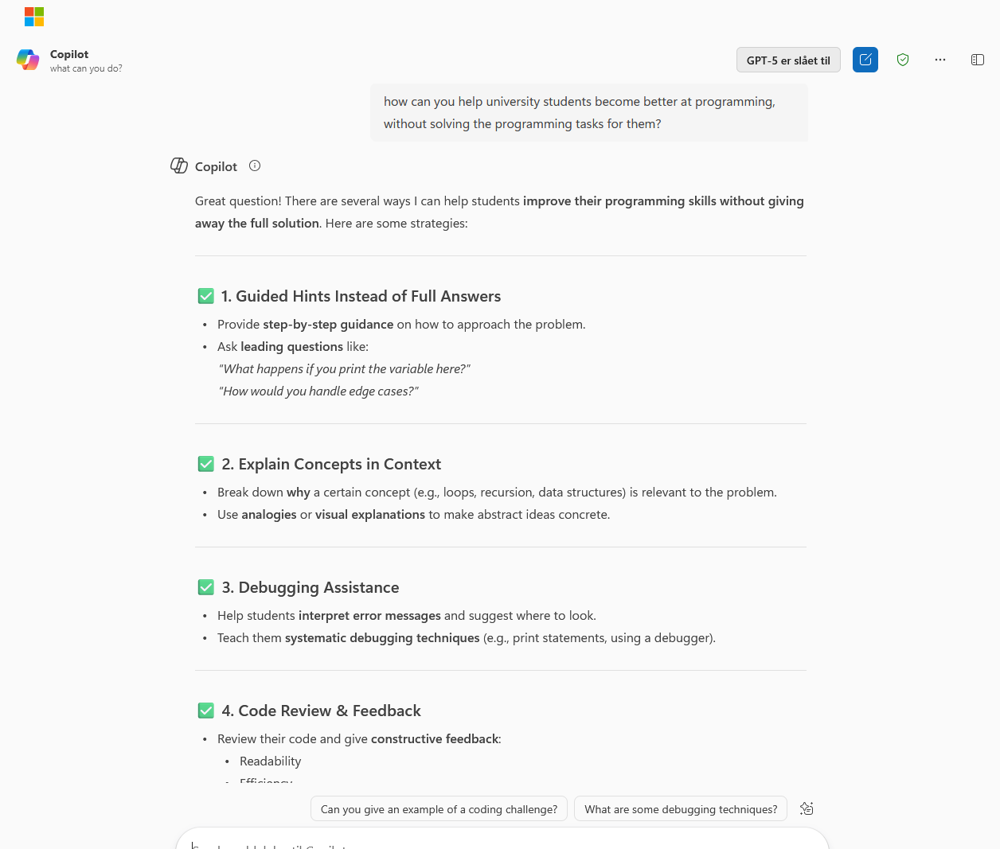 Copilot
what can you do?
GPT-5 er slået til
how can you help university students become better at programming,
without solving the programming tasks for them?
Copilot
Great question! There are several ways I can help students improve their programming skills without giving
away the full solution. Here are some strategies:
1. Guided Hints Instead of Full Answers
• Provide step-by-step guidance on how to approach the problem.
• Ask leading questions like:
“What happens if you print the variable here?”
“How would you handle edge cases?”
2. Explain Concepts in Context
• Break down why a certain concept (e.g., loops, recursion, data structures) is relevant to the problem.
• Use analogies or visual explanations to make abstract ideas concrete.
3. Debugging Assistance
• Help students interpret error messages and suggest where to look.
• Teach them systematic debugging techniques (e.g., print statements, using a debugger).
4. Code Review & Feedback
• Review their code and give constructive feedback:
• Readability
• Efficiency
Can you give an example of a coding challenge?
What are some debugging techniques?
til Copilot